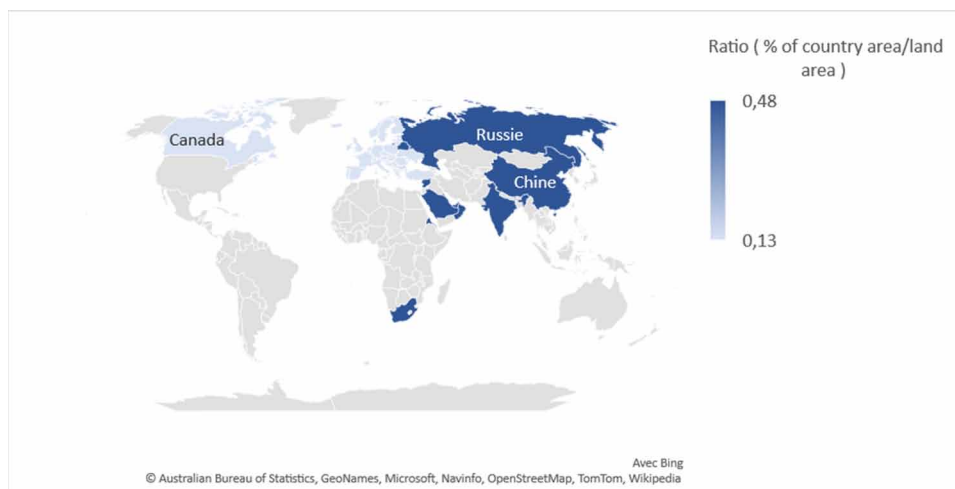 Ratio ( % of country area/land
area )
0,48
0,13
Canada
Russie
Chine
Avec Bing
© Australian Bureau of Statistics, GeoNames, Microsoft, Navinfo, OpenStreetMap, TomTom, Wikipedia